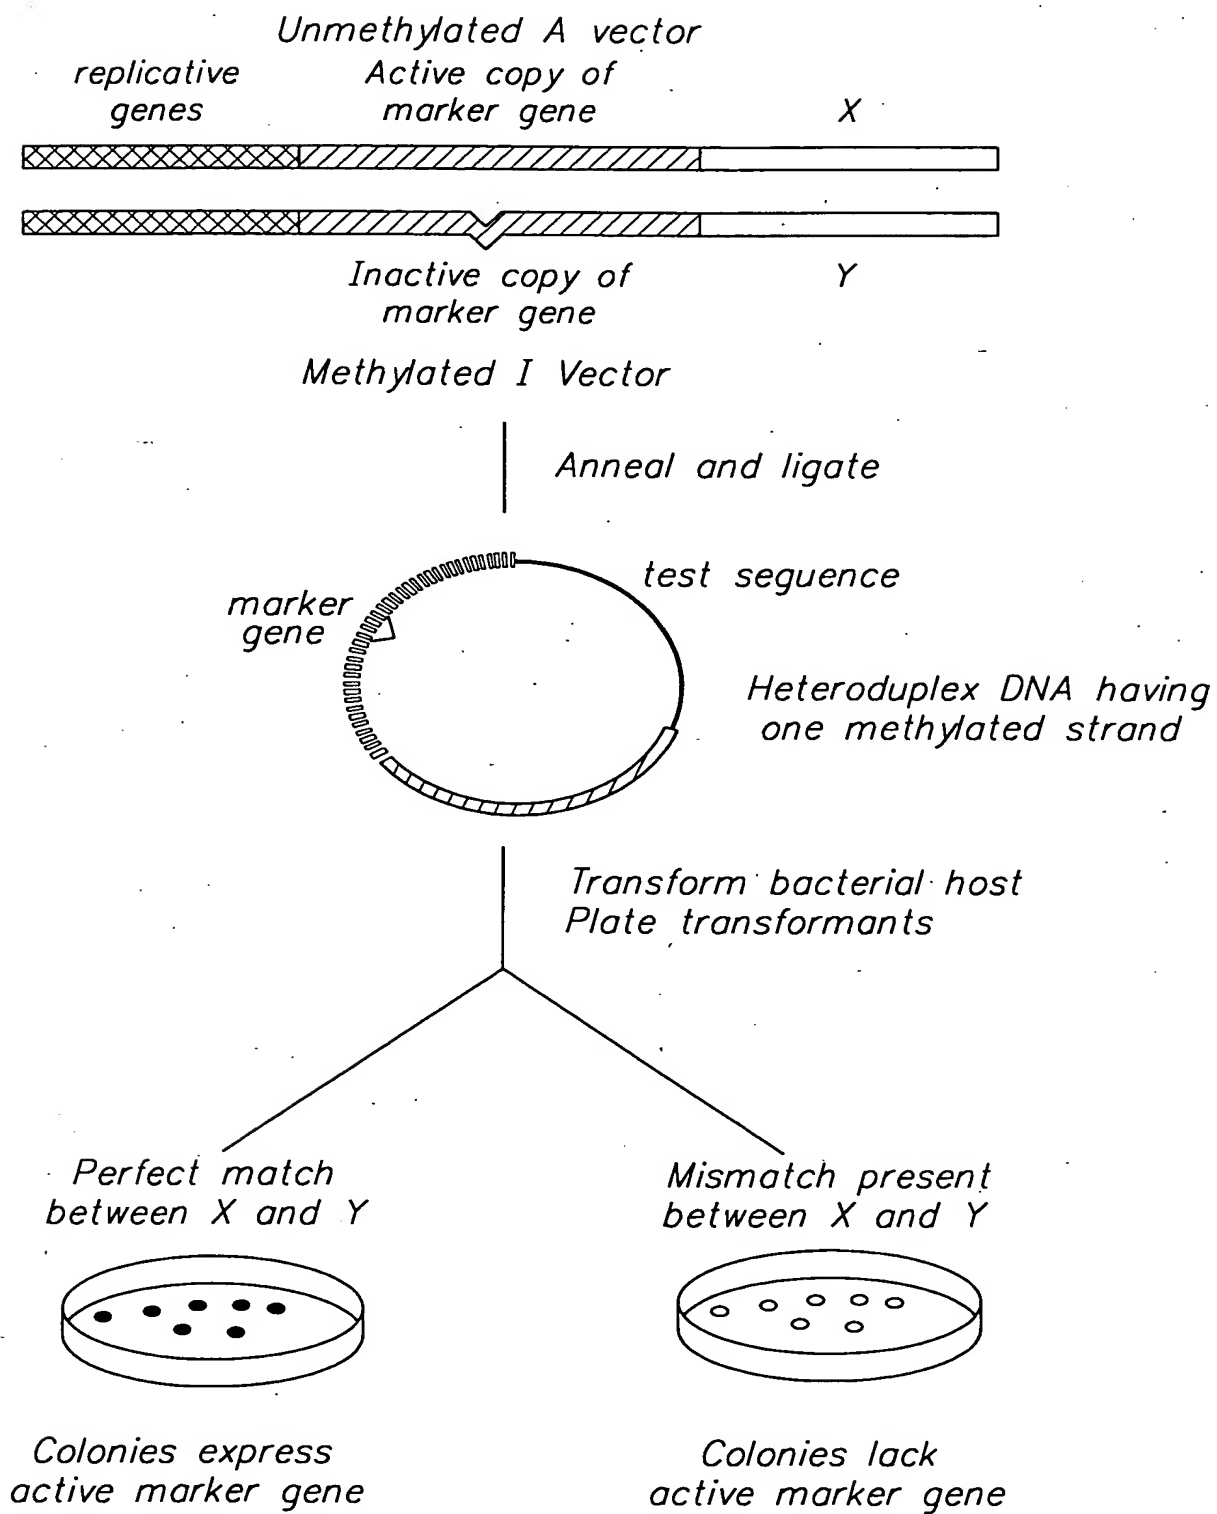 Unmethylated A vector
replicative
genes
Active copy of
marker gene
X
Inactive copy of
marker gene
Y
Methylated I Vector
Anneal and ligate
test seguence
marker
gene
Heteroduplex DNA having
one methylated strand
Transform bacterial host
Plate transformants
Perfect match
between X and Y
Mismatch present
between X and Y
Colonies express
active marker gene
Colonies lack
active marker gene